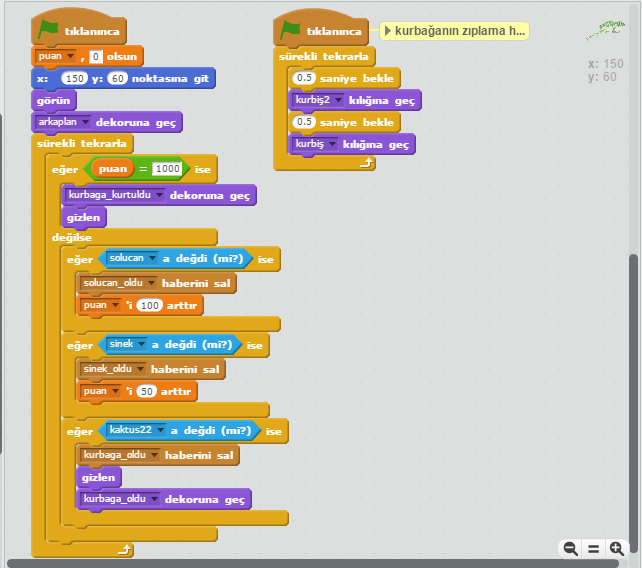 tıklanınca
puan , 0 olsun
x: 150 y: 60 noktasına git
görün
arkaplan dekoruna geç
sürekli tekrarla
eğer puan = 1000 ise
kurbaga_kurtuldu dekoruna geç
gizlen
değilse
eğer solucan a değdi (mi?) ise
solucan_oldu haberini sal
puan 'i 100 arttır
eğer sinek a değdi (mi?) ise
sinek_oldu haberini sal
puan 'i 50 arttır
eğer kaktus22 a değdi (mi?) ise
kurbaga_oldu haberini sal
gizlen
kurbaga_oldu dekoruna geç
tıklanınca
kurbağanın zıplama h...
sürekli tekrarla
0.5 saniye bekle
kurbiş2 kılığına geç
0.5 saniye bekle
kurbiş kılığına geç
x: 150
y: 60